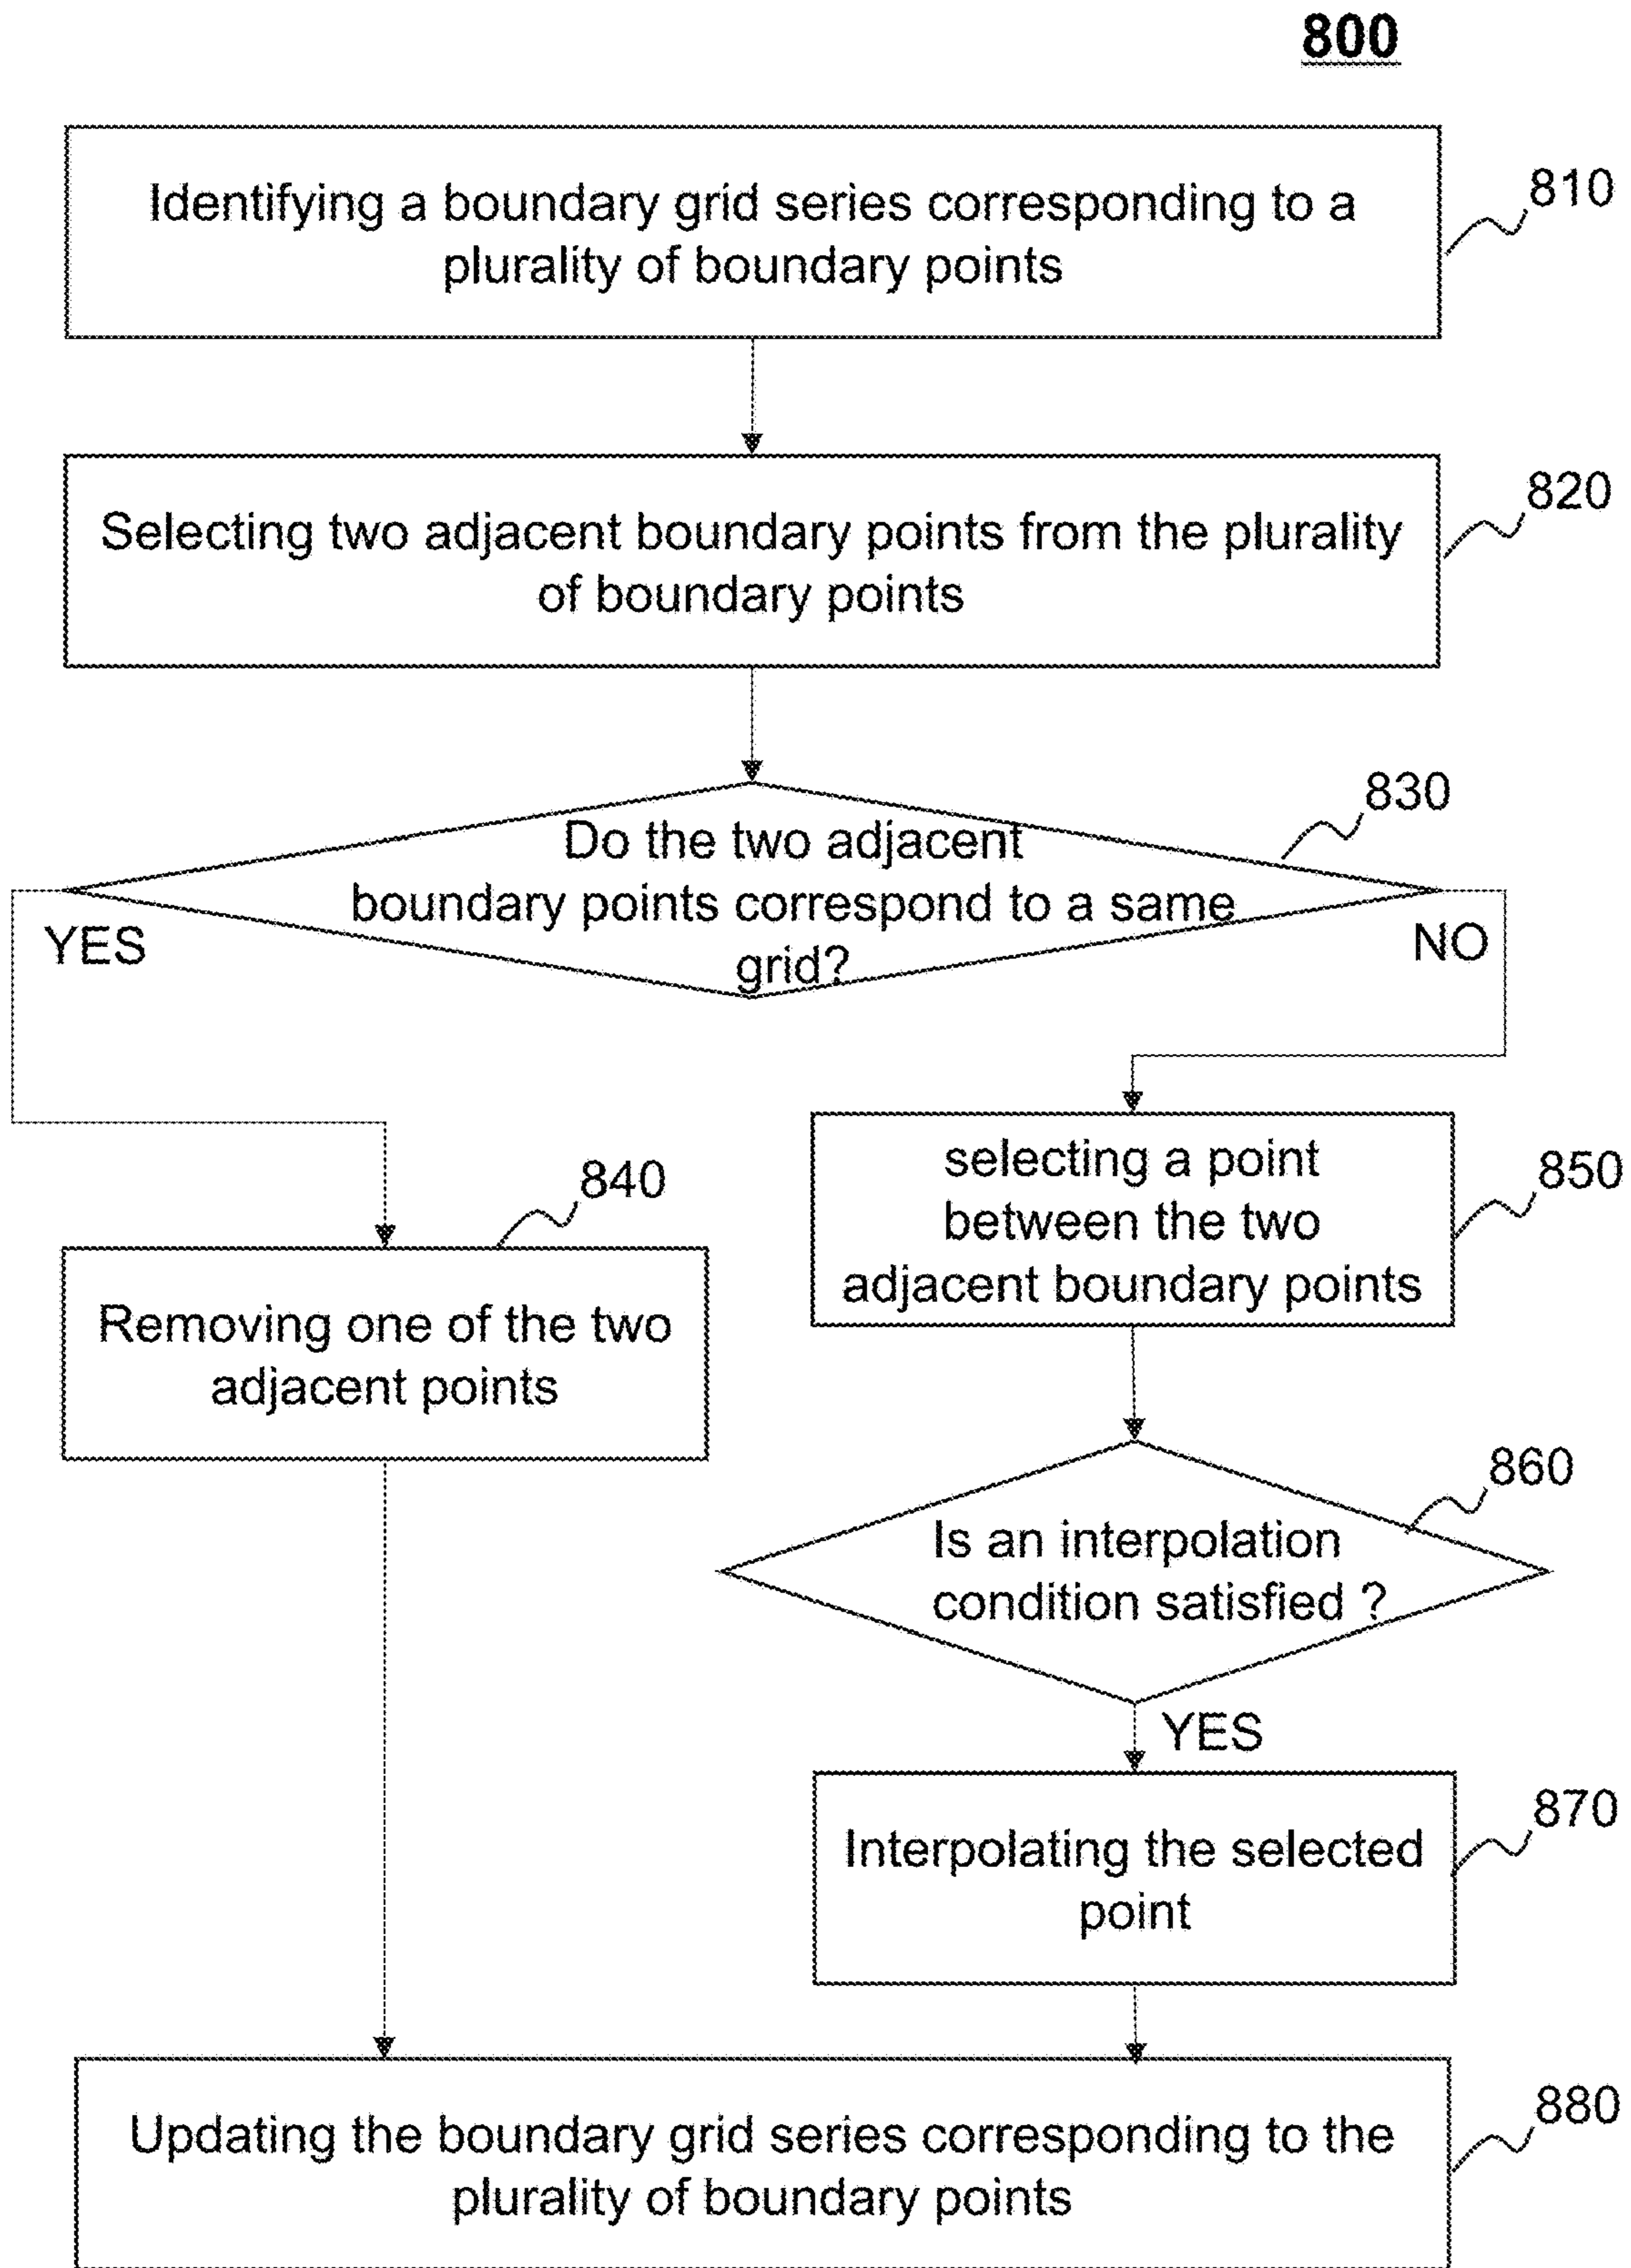 800
Identifying a boundary grid series corresponding to a
plurality of boundary points
810
Selecting two adjacent boundary points from the plurality
of boundary points
820
Do the two adjacent
boundary points correspond to a same
grid?
830
YES
NO
840
Removing one of the two
adjacent points
selecting a point
between the two
adjacent boundary points
850
860
Is an interpolation
condition satisfied ?
YES
Interpolating the selected
point
870
Updating the boundary grid series corresponding to the
plurality of boundary points
880